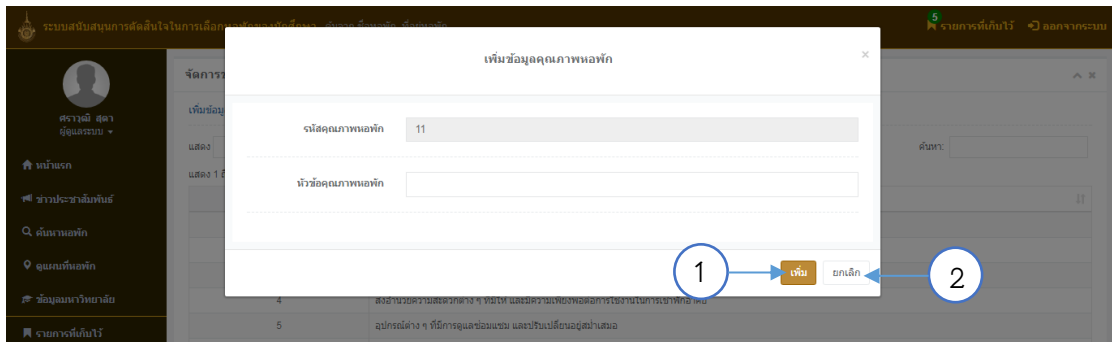 ระบบสนับสนุนการตัดสินใจในการเลือกหอพักของนักศึกษา
5
รายการที่เก็บไว้
ออกจากระบบ
เพิ่มข้อมูลคุณภาพหอพัก
×
จัดการ
ศราวุฒิ สุดา
ผู้ดูแลระบบ
เพิ่มข้อมู
รหัสคุณภาพหอพัก 11
แสดง
ค้นหา:
หน้าแรก
แสดง 1
หัวข้อคุณภาพหอพัก
ข่าวประชาสัมพันธ์
ค้นหาหอพัก
ดูแผนที่หอพัก
1
เพิ่ม
ยกเลิก
2
ข้อมูลมหาวิทยาลัย
4 สิ่งอำนวยความสะดวกต่าง ๆ ที่มีให้ และมีความเพียงพอต่อการใช้งานในการเข้าพักอาศัย
5 อุปกรณ์ต่าง ๆ ที่มีการดูแลซ่อมแซม และปรับเปลี่ยนอยู่สม่ำเสมอ
รายการที่เก็บไว้